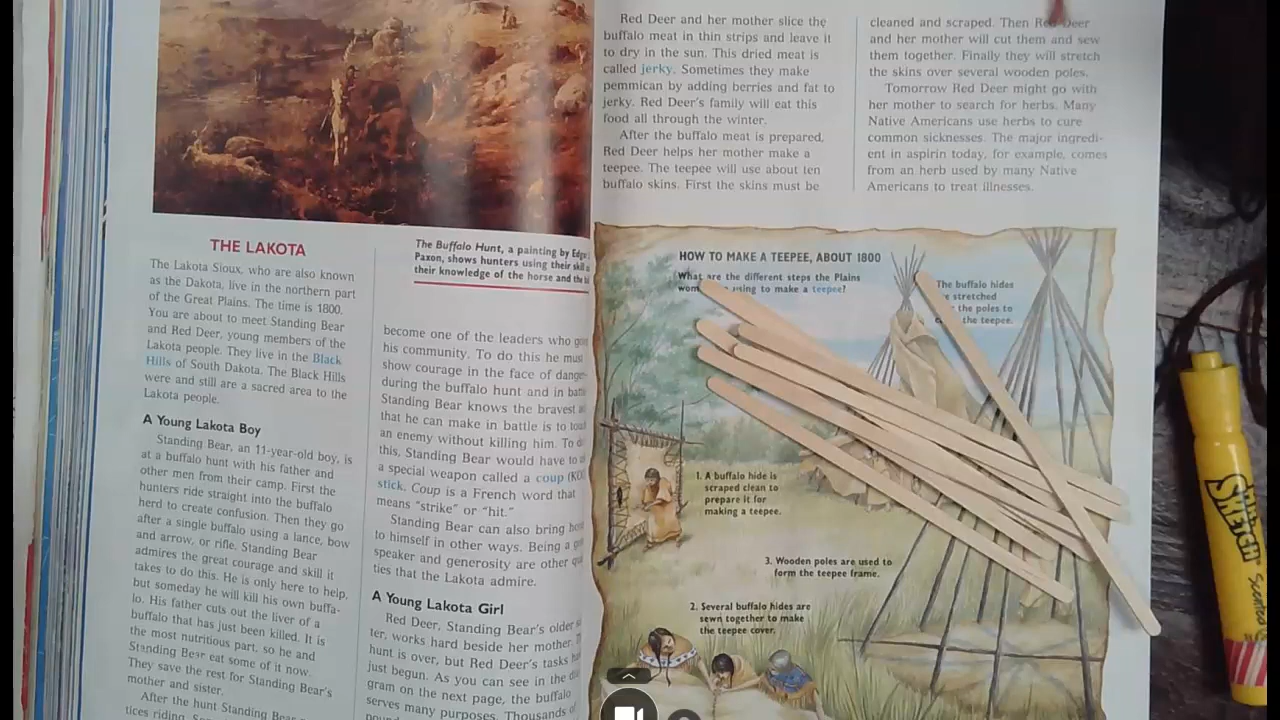 THE LAKOTA
The Lakota Sioux, who are also known
as the Dakota, live in the northern part
of the Great Plains. The time is 1800.
You are about to meet Standing Bear
and Red Deer, young members of the
Lakota people. They live in the Black
Hills of South Dakota. The Black Hills
were and still are a sacred area to the
Lakota people.
A Young Lakota Boy
Standing Bear, an 11-year-old boy, is
at a buffalo hunt with his father and
other men from their camp. First the
hunters ride straight into the buffalo
herd to create confusion. Then they go
after a single buffalo using a lance, bow
and arrow, or rifle. Standing Bear
admires the great courage and skill it
takes to do this. He is only here to help,
but someday he will kill his own buffa-
lo. His father cuts out the liver of a
buffalo that has just been killed. It is
the most nutritious part, so he and
Standing Bear eat some of it now.
They save the rest for Standing Bear's
mother and sister.
After the hunt Standing Bear
tices riding.
The Buffalo Hunt, a painting by
Paxon, shows hunters using their
their knowledge of the horse and the
become one of the leaders who
his community. To do this he must
show courage in the face of
during the buffalo hunt and in
Standing Bear knows the bravest
that he can make in battle is to
an enemy without killing him. To
this, Standing Bear would have to
a special weapon called a coup
stick. Coup is a French word that
means "strike" or "hit."
Standing Bear can also bring
to himself in other ways. Being a
speaker and generosity are other
ties that the Lakota admire.
A Young Lakota Girl
Red Deer, Standing Bear's older
ter, works hard beside her mother.
hunt is over, but Red Deer's tasks
just begun. As you can see in the
gram on the next page, the buffalo
serves many purposes. Thousands of
Red Deer and her mother slice the
buffalo meat in thin strips and leave it
to dry in the sun. This dried meat is
called jerky. Sometimes they make
pemmican by adding berries and fat to
jerky. Red Deer's family will eat this
food all through the winter.
After the buffalo meat is prepared,
Red Deer helps her mother make a
teepee. The teepee will use about ten
buffalo skins. First the skins must be
cleaned and scraped. Then Red Deer
and her mother will cut them and sew
them together. Finally they will stretch
the skins over several wooden poles.
Tomorrow Red Deer might go with
her mother to search for herbs. Many
Native Americans use herbs to cure
common sicknesses. The major ingredi-
ent in aspirin today, for example, comes
from an herb used by many Native
Americans to treat illnesses.
HOW TO MAKE A TEEPEE, ABOUT 1800
What are the different steps the Plains
using to make a teepee?
The buffalo hides
stretched
the poles to
the teepee.
1. A buffalo hide is
scraped clean to
prepare it for
making a teepee.
3. Wooden poles are used to
form the teepee frame.
2. Several buffalo hides are
sewn together to make
the teepee cover.
SKETCH
Scented